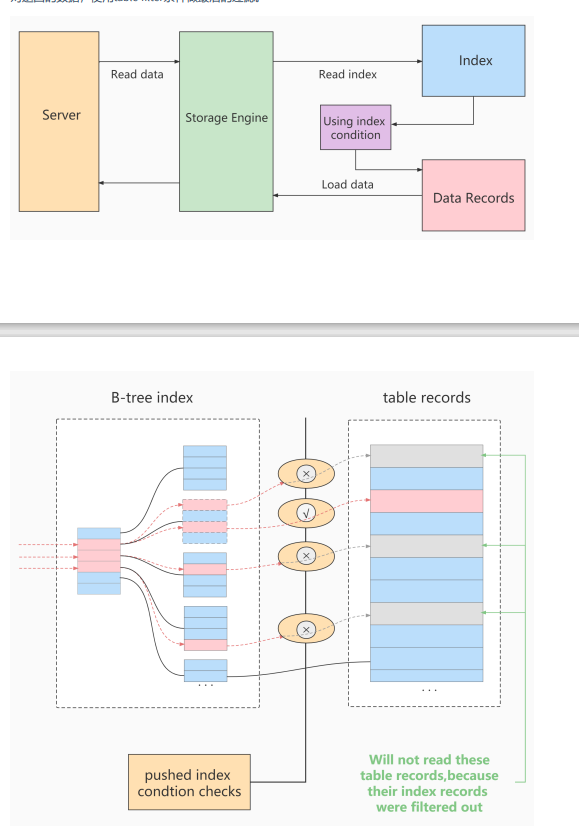 Server
Read data
Storage Engine
Read index
Index
Using index
condition
Load data
Data Records
B-tree index
table records
×
√
×
×
...
...
pushed index
condtion checks
Will not read these
table records,because
their index records
were filtered out